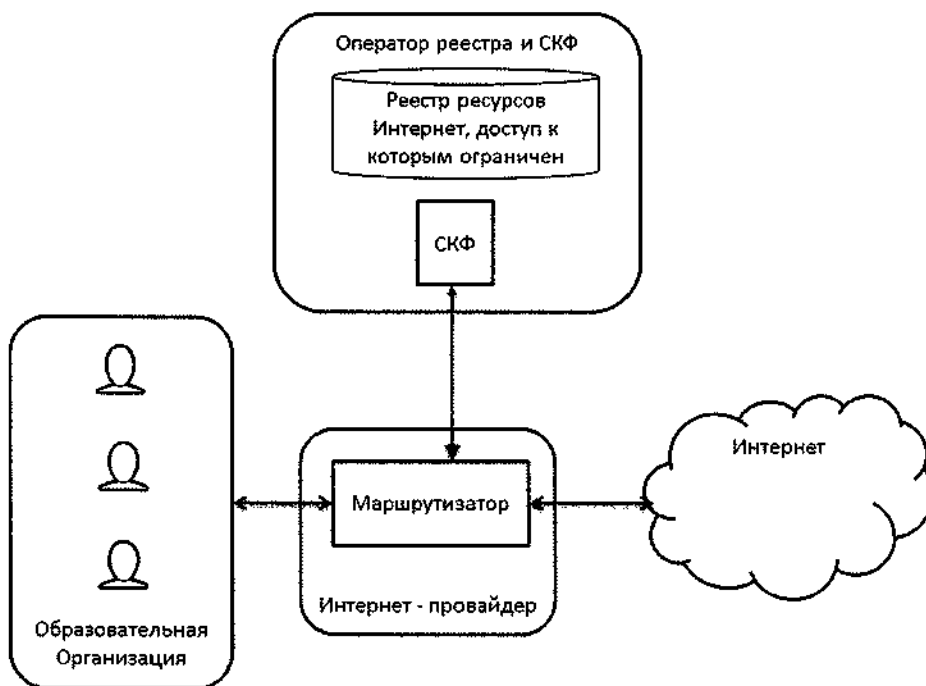 Оператор реестра и СКФ
Реестр ресурсов
Интернет, доступ к
которым ограничен
СКФ
Интернет
Маршрутизатор
Интернет - провайдер
Образовательная
Организация